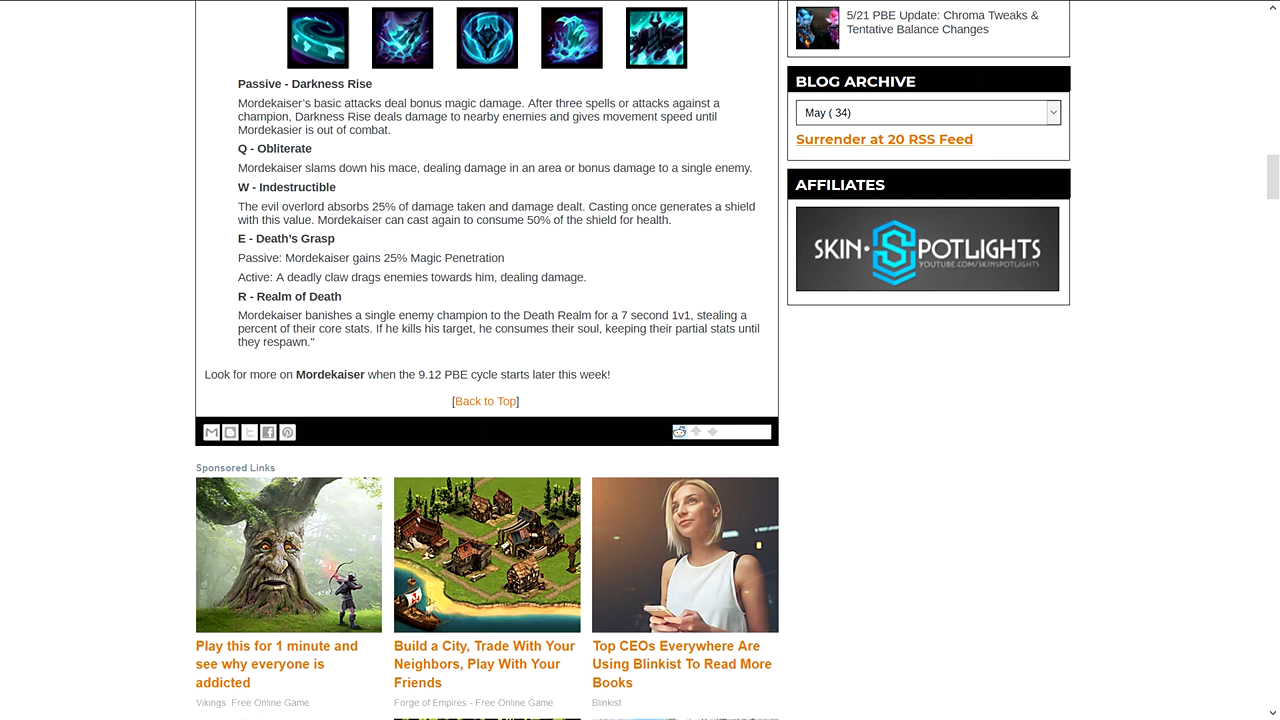 Passive - Darkness Rise
Mordekaiser's basic attacks deal bonus magic damage. After three spells or attacks against a
champion, Darkness Rise deals damage to nearby enemies and gives movement speed until
Mordekasier is out of combat.
Q - Obliterate
Mordekaiser slams down his mace, dealing damage in an area or bonus damage to a single enemy.
W - Indestructible
The evil overlord absorbs 25% of damage taken and damage dealt. Casting once generates a shield
with this value. Mordekaiser can cast again to consume 50% of the shield for health.
E - Death's Grasp
Passive: Mordekaiser gains 25% Magic Penetration
Active: A deadly claw drags enemies towards him, dealing damage.
R - Realm of Death
Mordekaiser banishes a single enemy champion to the Death Realm for a 7 second 1v1, stealing a
percent of their core stats. If he kills his target, he consumes their soul, keeping their partial stats until
they respawn."
Look for more on Mordekaiser when the 9.12 PBE cycle starts later this week!
[Back to Top]
Sponsored Links
Play this for 1 minute and
see why everyone is
addicted
Vikings: Free Online Game
Build a City, Trade With Your
Neighbors, Play With Your
Friends
Forge of Empires - Free Online Game
Top CEOs Everywhere Are
Using Blinkist To Read More
Books
Blinkist
5/21 PBE Update: Chroma Tweaks &
Tentative Balance Changes
BLOG ARCHIVE
May ( 34)
Surrender at 20 RSS Feed
AFFILIATES
SKIN·SPOTLIGHTS
YOUTUBE.COM/SKINSPOTLIGHTS